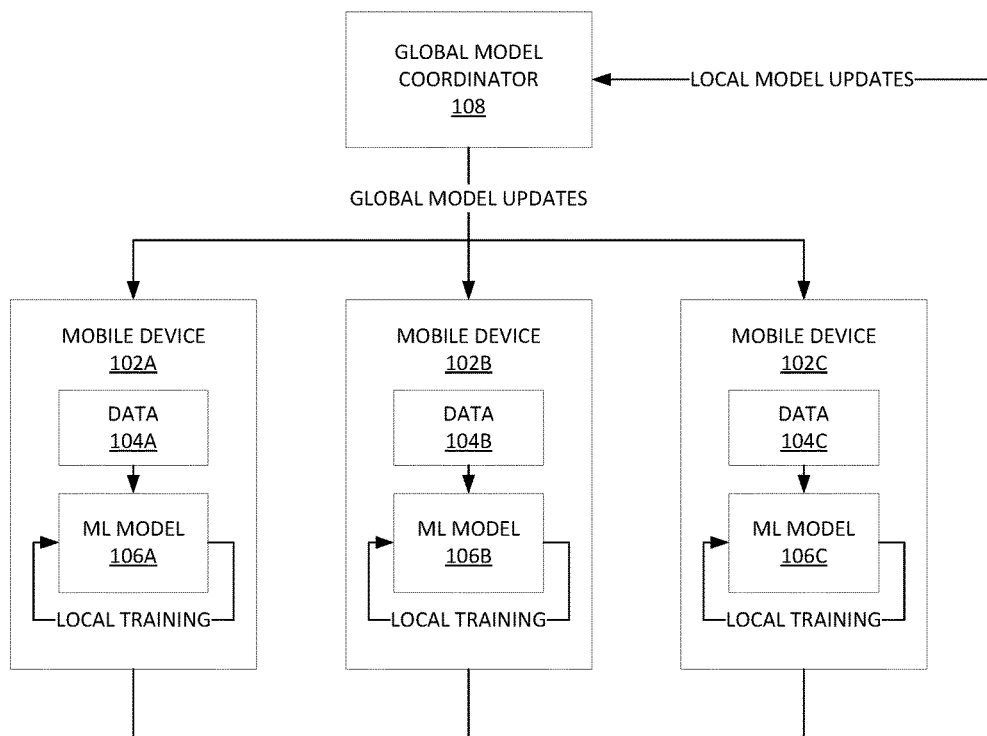 GLOBAL MODEL
COORDINATOR
108
LOCAL MODEL UPDATES
GLOBAL MODEL UPDATES
MOBILE DEVICE
102A
DATA
104A
ML MODEL
106A
LOCAL TRAINING
MOBILE DEVICE
102B
DATA
104B
ML MODEL
106B
LOCAL TRAINING
MOBILE DEVICE
102C
DATA
104C
ML MODEL
106C
LOCAL TRAINING